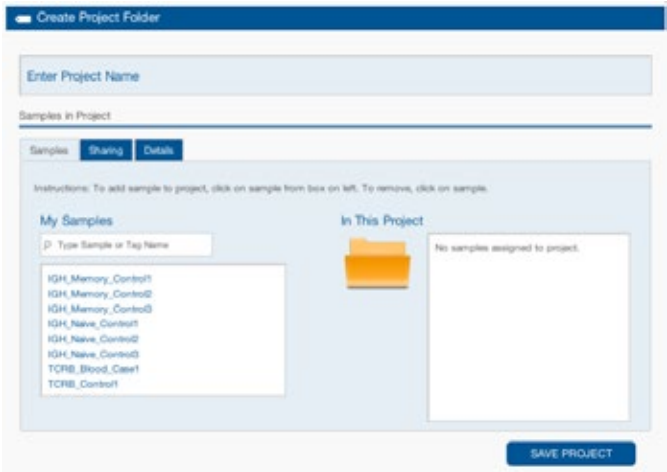 Create Project Folder
Enter Project Name
Samples in Project
Samples Sharing Details
Instructions: To add sample to project, click on sample from box on left. To remove, click on sample.
My Samples
In This Project
Type Sample or Tag Name
No samples assigned to project.
IGH_Memory_Control1
IGH_Memory_Control2
IGH_Memory_Control3
IGH_Naive_Control1
IGH_Naive_Control2
IGH_Naive_Control3
TCRB_Blood_Case1
TCRB_Control1
SAVE PROJECT